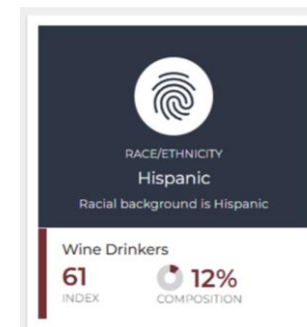 RACE/ETHNICITY
Hispanic
Racial background is Hispanic
Wine Drinkers
61 12%
INDEX COMPOSITION